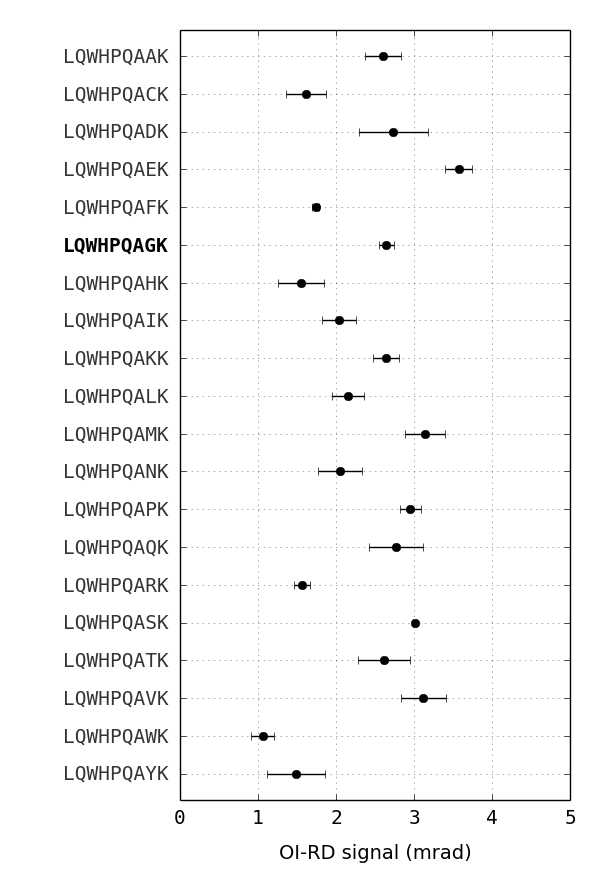 LQWHPQAAK
LQWHPQACK
LQWHPQADK
LQWHPQAEK
LQWHPQAFK
LQWHPQAGK
LQWHPQAHK
LQWHPQAIK
LQWHPQAKK
LQWHPQALK
LQWHPQAMK
LQWHPQANK
LQWHPQAPK
LQWHPQAQK
LQWHPQARK
LQWHPQASK
LQWHPQATK
LQWHPQAVK
LQWHPQAWK
LQWHPQAYK
0 1 2 3 4 5
OI-RD signal (mrad)